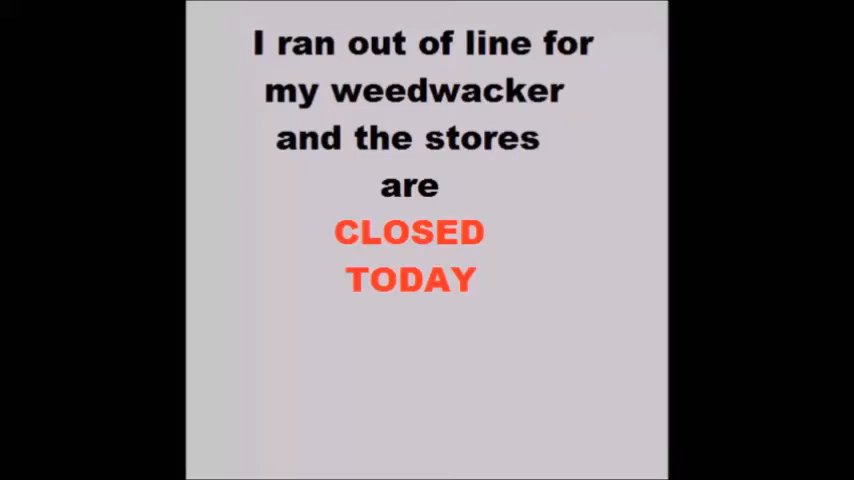 I ran out of line for
my weedwacker
and the stores
are
CLOSED
TODAY